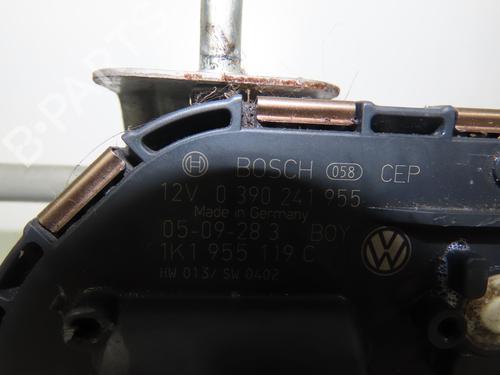 BOSCH 058 CEP
12V 0 390 241 955
Made in Germany
05-09-28 3 BOY
1K1 955 119 C
HW 013/ SW 0402
B-PARTS